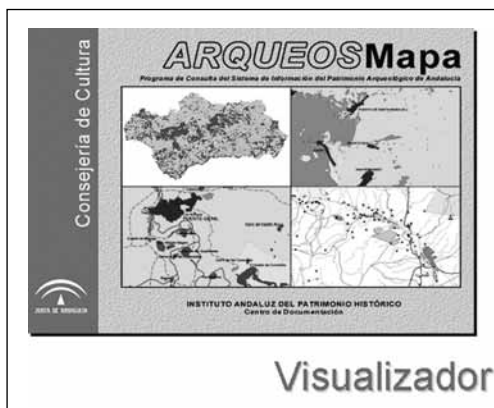 Consejería de Cultura
ARQUEOSMapa
Programa de Consulta del Sistema de Información del Patrimonio Arqueológico de Andalucía
JUNTA DE ANDALUCIA
INSTITUTO ANDALUZ DEL PATRIMONIO HISTÓRICO
Centro de Documentación
Visualizador